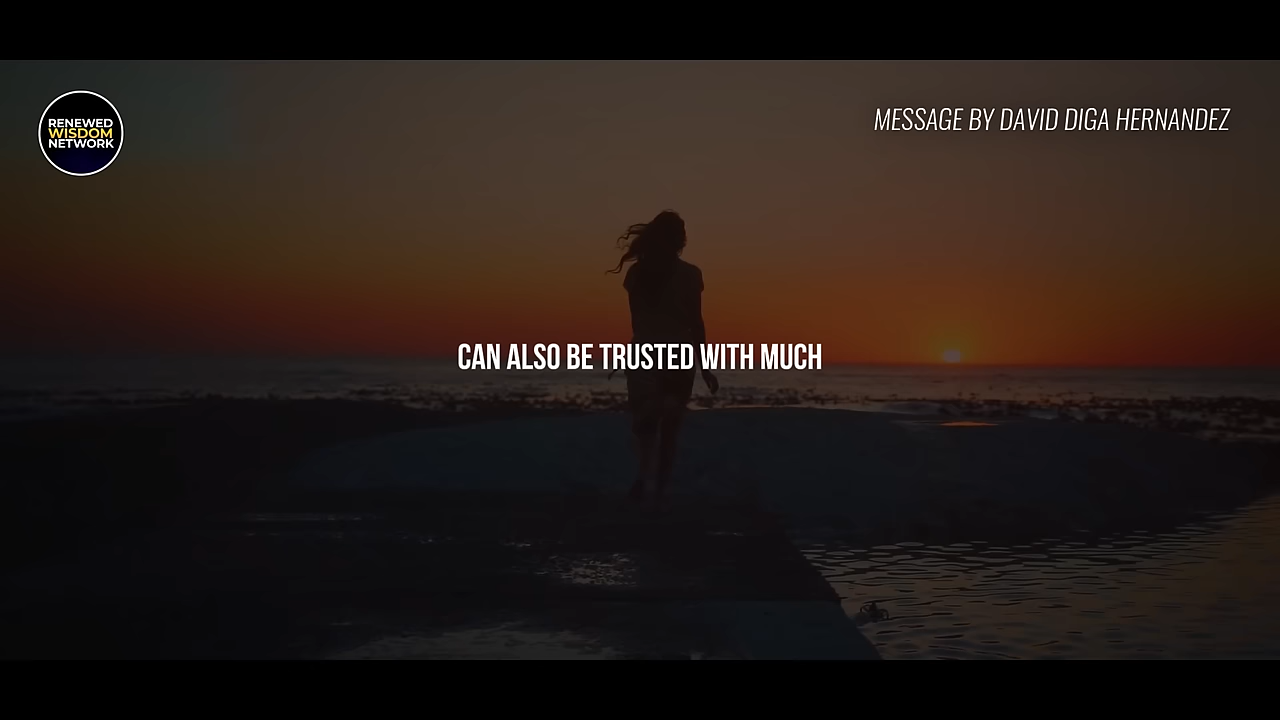 RENEWED
WISDOM
NETWORK
MESSAGE BY DAVID DIGA HERNANDEZ
CAN ALSO BE TRUSTED WITH MUCH